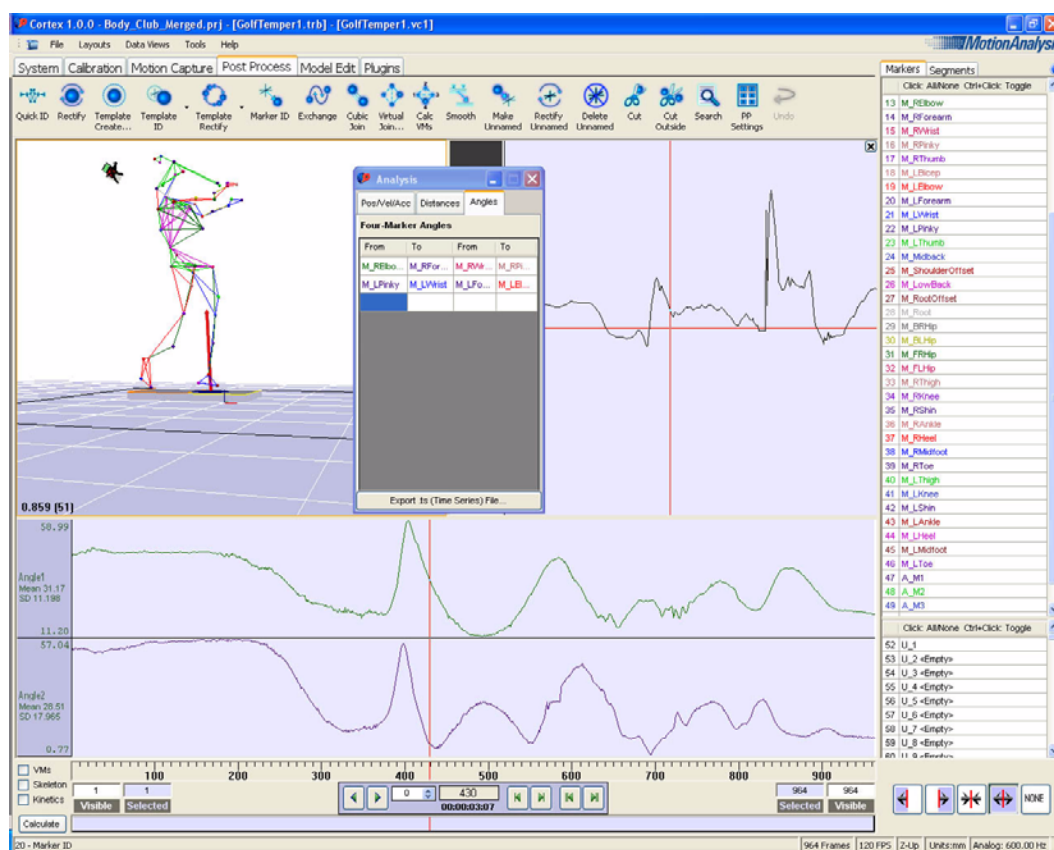 Cortex 1.0.0 - Body_Club_Merged.prj - [GolfTemper1.trb] - [GolfTemper1.vc1]
File Layouts Data Views Tools Help
MotionAnalysis
System Calibration Motion Capture Post Process Model Edit Plugins
Quick ID Rectify Template Create... Template ID Template Rectify Marker ID Exchange Cubic Join Virtual Join... Calc VMs Smooth Make Unnamed Rectify Unnamed Delete Unnamed Cut Cut Outside Search PP Settings Undo
Analysis
Pos/Vel/Acc Distances Angles
Four-Marker Angles
From To From To
M_RElbo... M_RFor... M_RWr... M_RPi...
M_LPinky M_LWrist M_LFo... M_LEl...
Export .ts (Time Series) File...
0.859 (51)
50.99
Angle1
Mean 31.17
SD 11.198
11.20
57.04
Angle2
Mean 28.51
SD 17.965
0.77
VMs
Skeleton
Kinetics
100 200 300 400 500 600 700 800 900
1 1
Visible Selected
0 430
00:00:03:07
964 964
Selected Visible
NONE
Calculate
20 - Marker ID
964 Frames 120 FPS Z-Up Units:mm Analog: 600.00 Hz
Markers Segments
Click: All/None Ctrl+Click: Toggle
13 M_RElbow
14 M_RForearm
15 M_RWrist
16 M_RPinky
17 M_RThumb
18 M_LBicep
19 M_LElbow
20 M_LForearm
21 M_LWrist
22 M_LPinky
23 M_LThumb
24 M_Midback
25 M_ShoulderOffset
26 M_LowBack
27 M_RootOffset
28 M_Root
29 M_BRHip
30 M_BLHip
31 M_FRHip
32 M_FLHip
33 M_RThigh
34 M_RKnee
35 M_RShin
36 M_RAnkle
37 M_RHeel
38 M_RMidfoot
39 M_RToe
40 M_LThigh
41 M_LKnee
42 M_LShin
43 M_LAnkle
44 M_LHeel
45 M_LMidfoot
46 M_LToe
47 A_M1
48 A_M2
49 A_M3
Click: All/None Ctrl+Click: Toggle
52 U_1
53 U_2 <Empty>
54 U_3 <Empty>
55 U_4 <Empty>
56 U_5 <Empty>
57 U_6 <Empty>
58 U_7 <Empty>
59 U_8 <Empty>
60 U_9 <Empty>